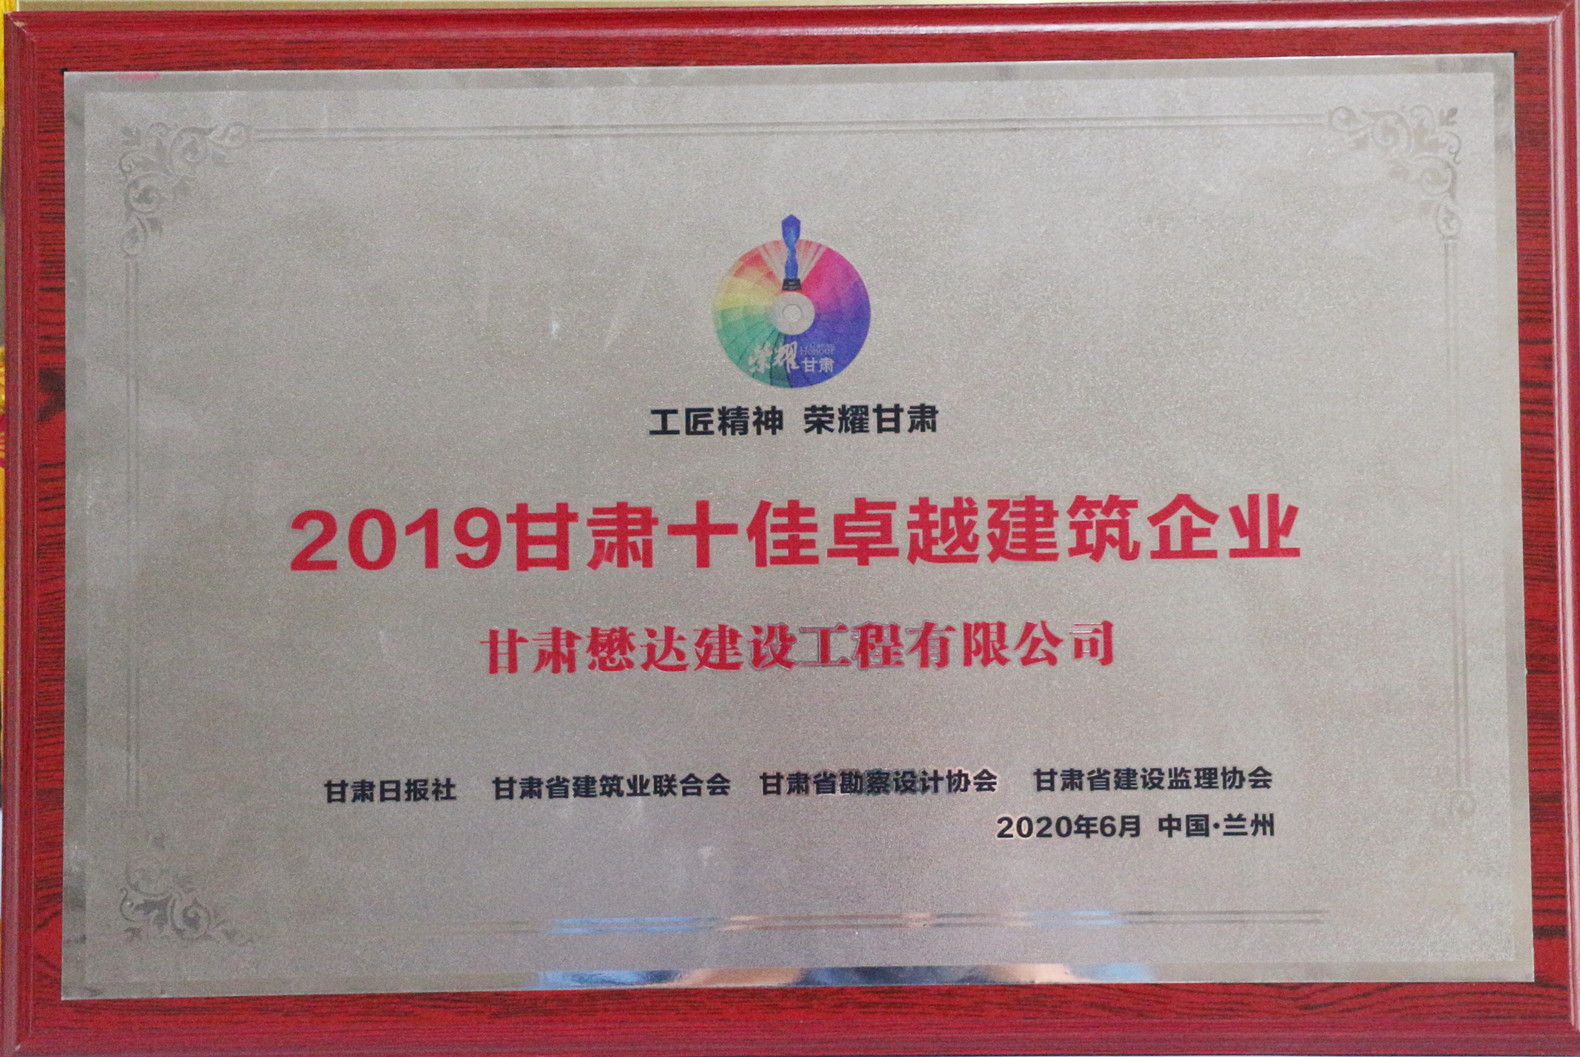 荣耀 Honour 甘肃
工匠精神 荣耀甘肃
2019甘肃十佳卓越建筑企业
甘肃懋达建设工程有限公司
甘肃日报社 甘肃省建筑业联合会 甘肃省勘察设计协会 甘肃省建设监理协会
2020年6月 中国·兰州